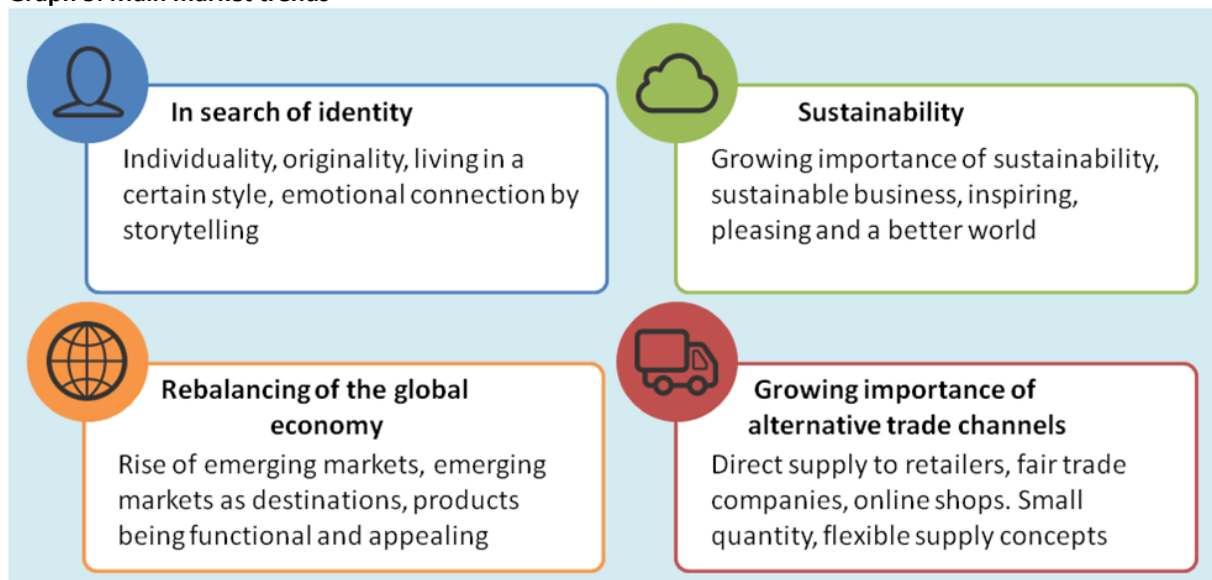 In search of identity
Individuality, originality, living in a
certain style, emotional connection by
storytelling
Sustainability
Growing importance of sustainability,
sustainable business, inspiring,
pleasing and a better world
Rebalancing of the global
economy
Rise of emerging markets, emerging
markets as destinations, products
being functional and appealing
Growing importance of
alternative trade channels
Direct supply to retailers, fair trade
companies, online shops. Small
quantity, flexible supply concepts